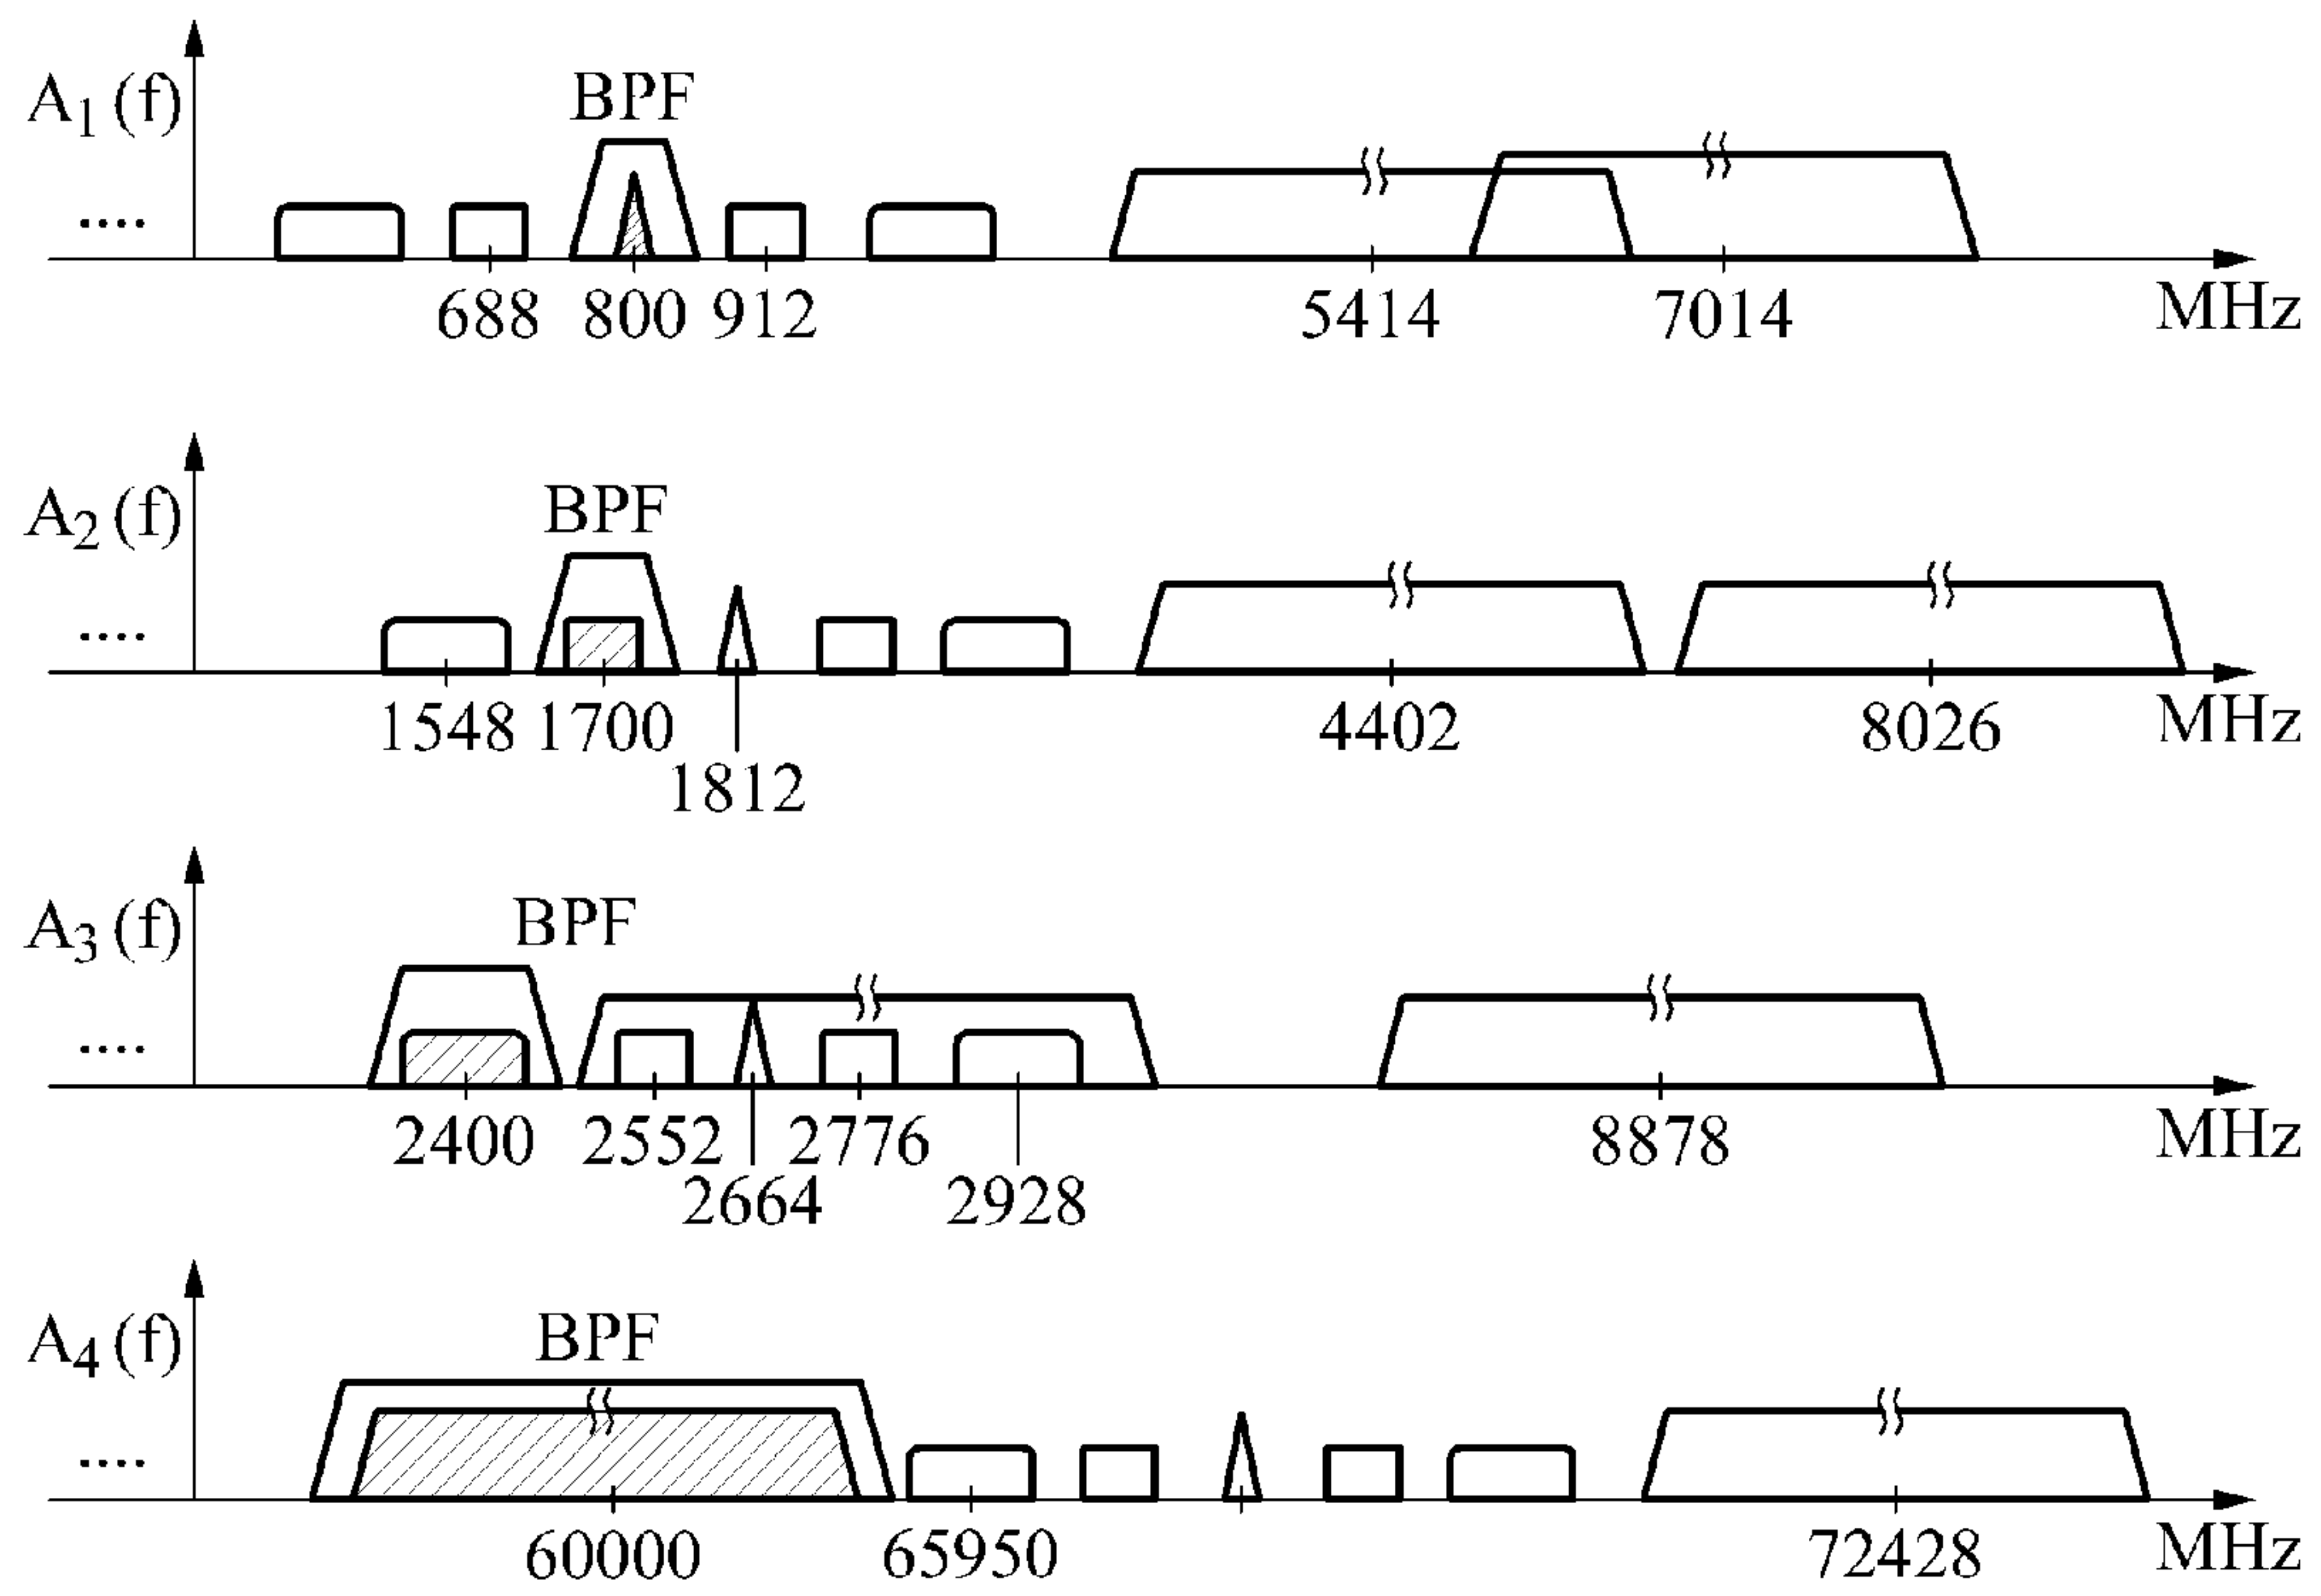 A1 (f)
BPF
....
688 800 912 5414 7014 MHz
A2 (f)
BPF
....
1548 1700 4402 8026 MHz
1812
A3 (f)
BPF
....
2400 2552 2776 8878 MHz
2664 2928
A4 (f)
BPF
....
60000 65950 72428 MHz